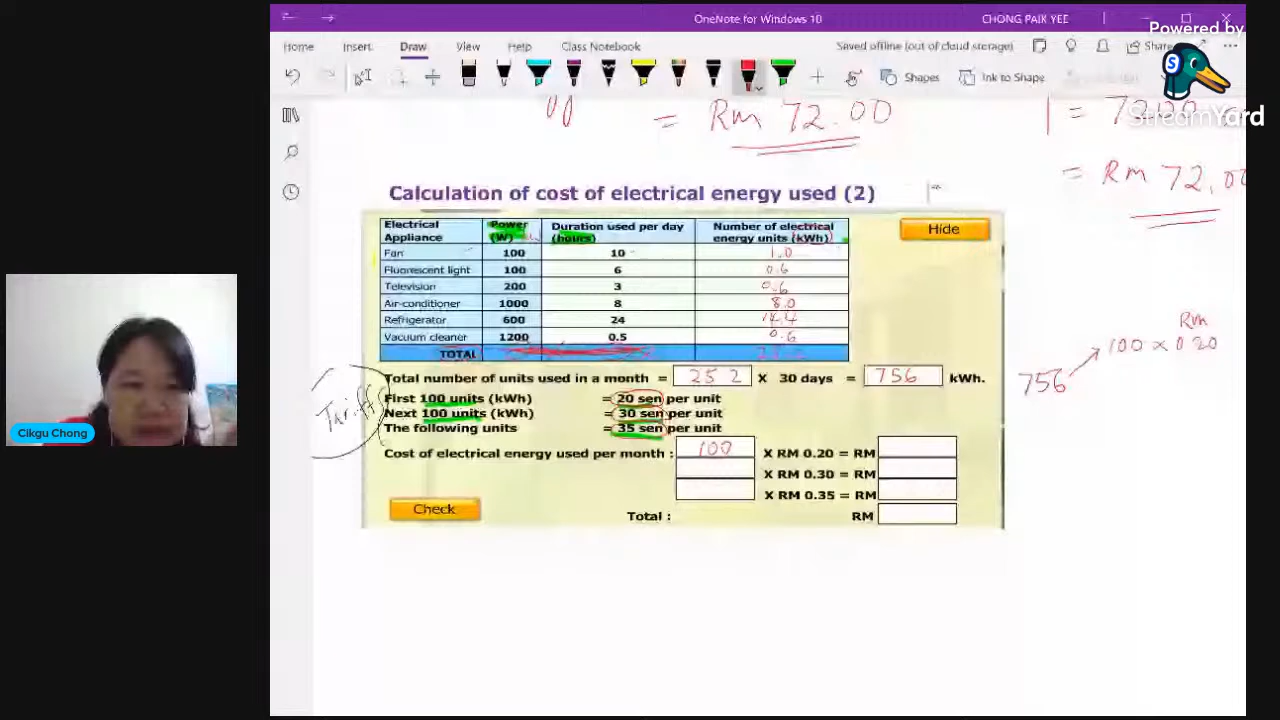 OneNote for Windows 10 CHONG PAIK YEE
Powered by
StreamYard
Home Insert Draw View Help Class Notebook Saved offline (out of cloud storage) Share
Shapes Ink to Shape
= Rm 72.00
= 72.00
= Rm 72.00
Calculation of cost of electrical energy used (2)
Hide
Electrical Appliance Power (W) Duration used per day (hours) Number of electrical energy units (kWh)
Fan 100 10 1.0
Fluorescent light 100 6 0.6
Television 200 3 0.6
Air-conditioner 1000 8 8.0
Refrigerator 600 24 14.4
Vacuum cleaner 1200 0.5 0.6
TOTAL
Rm
100 x 0.20
756
Total number of units used in a month = 25 2 X 30 days = 756 kWh.
Tariff
First 100 units (kWh) = 20 sen per unit
Next 100 units (kWh) = 30 sen per unit
The following units = 35 sen per unit
Cost of electrical energy used per month : 100 X RM 0.20 = RM
X RM 0.30 = RM
X RM 0.35 = RM
Check
Total : RM
Cikgu Chong